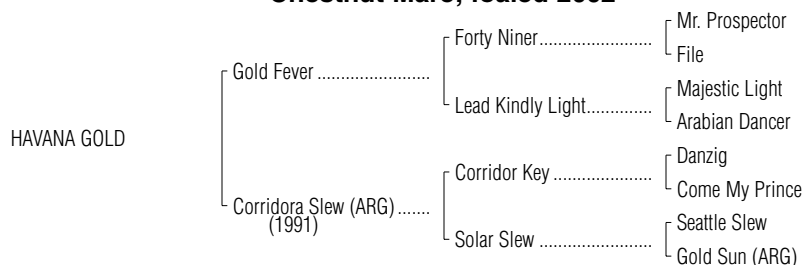 Mr. Prospector
Forty Niner........................
File
Gold Fever ........................
Majestic Light
Lead Kindly Light..............
Arabian Dancer
HAVANA GOLD
Danzig
Corridor Key .....................
Come My Prince
Corridora Slew (ARG).......
(1991)
Seattle Slew
Solar Slew ........................
Gold Sun (ARG)